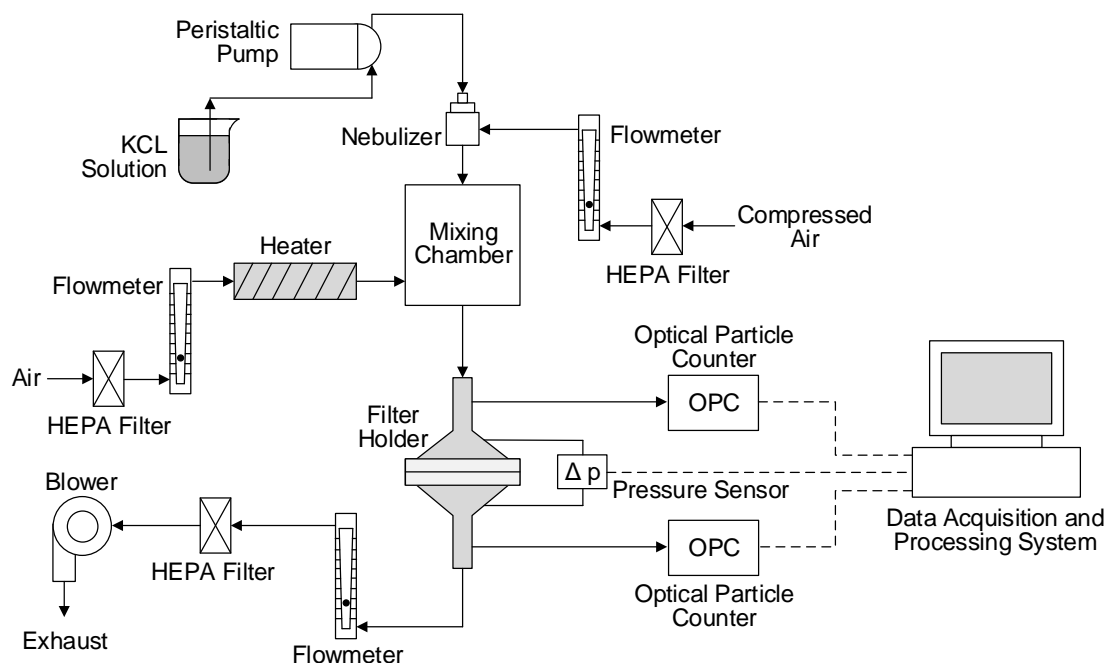 Peristaltic
Pump
KCL
Solution
Nebulizer
Flowmeter
Compressed
Air
HEPA Filter
Mixing
Chamber
Heater
Flowmeter
Air
HEPA Filter
Optical Particle
Counter
OPC
Filter
Holder
Δ p
Pressure Sensor
Data Acquisition and
Processing System
Blower
HEPA Filter
OPC
Optical Particle
Counter
Exhaust
Flowmeter